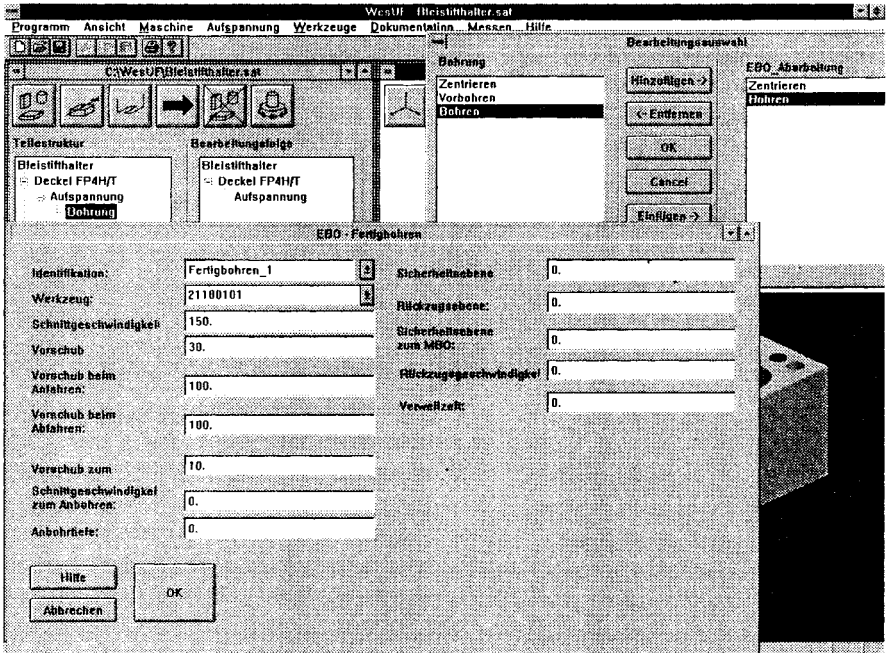 WesUF - Bleistifthalter.sat
Programm Ansicht Maschine Aufspannung Werkzeuge Dokumentation Messen Hilfe
C:\WesUF\Bleistifthalter.sat
Teilestruktur
Bleistifthalter
Deckel FP4H/T
Aufspannung
Bohrung
Bearbeitungsfolge
Bleistifthalter
Deckel FP4H/T
Aufspannung
Bearbeitungsauswahl
Bohrung
Zentrieren
Vorbohren
Bohren
Hinzufügen ->
<- Entfernen
OK
Cancel
Einfügen ->
EBO_Abarbeitung
Zentrieren
Bohren
EBO - Fertigbohren
Identifikation:
Fertigbohren_1
Werkzeug:
21180101
Schnittgeschwindigkeit
150.
Vorschub
30.
Vorschub beim
Anfahren:
100.
Vorschub beim
Abfahren:
100.
Vorschub zum
10.
Schnittgeschwindigkei
zum Anbohren:
0.
Anbohrtiefe:
0.
Sicherheitsebene
0.
Rückzugsebene:
0.
Sicherheitsebene
zum MBO:
0.
Rückzugsgeschwindigkei
0.
Verweilzeit:
0.
Hilfe
Abbrechen
OK